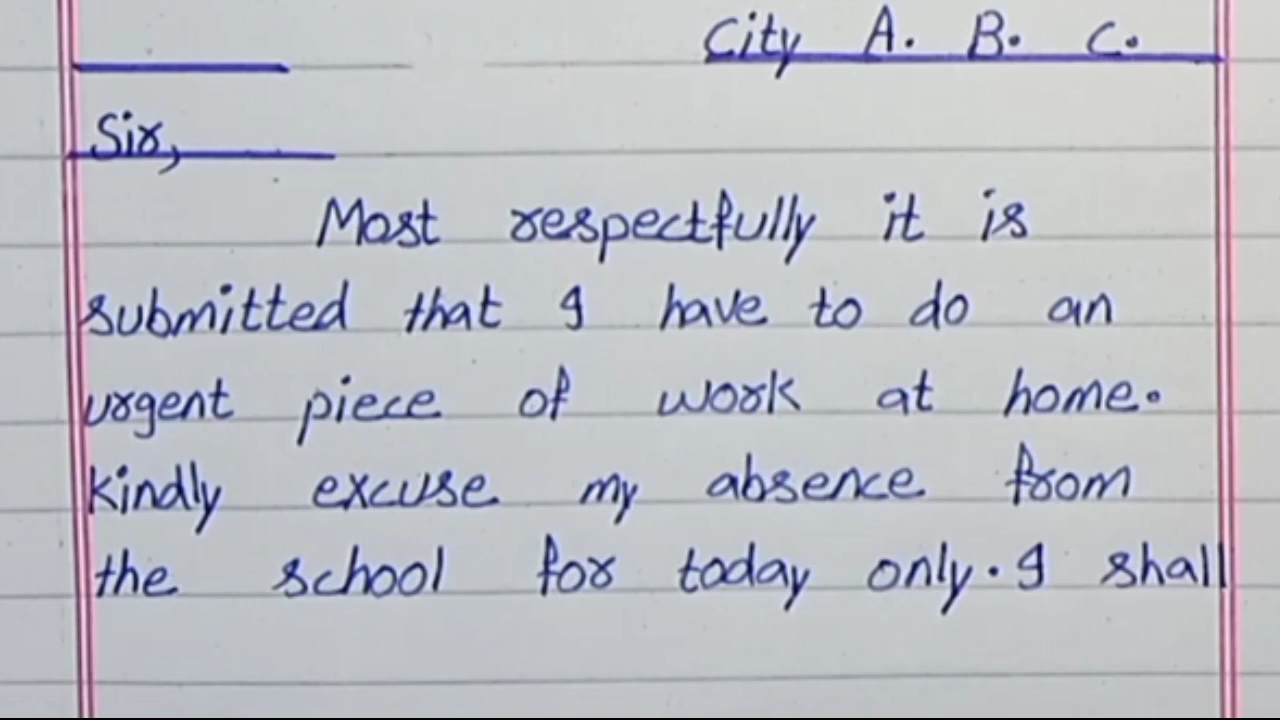 City A. B. C.
Sir,
Most respectfully it is
submitted that I have to do an
urgent piece of work at home.
Kindly excuse my absence from
the school for today only. I shall